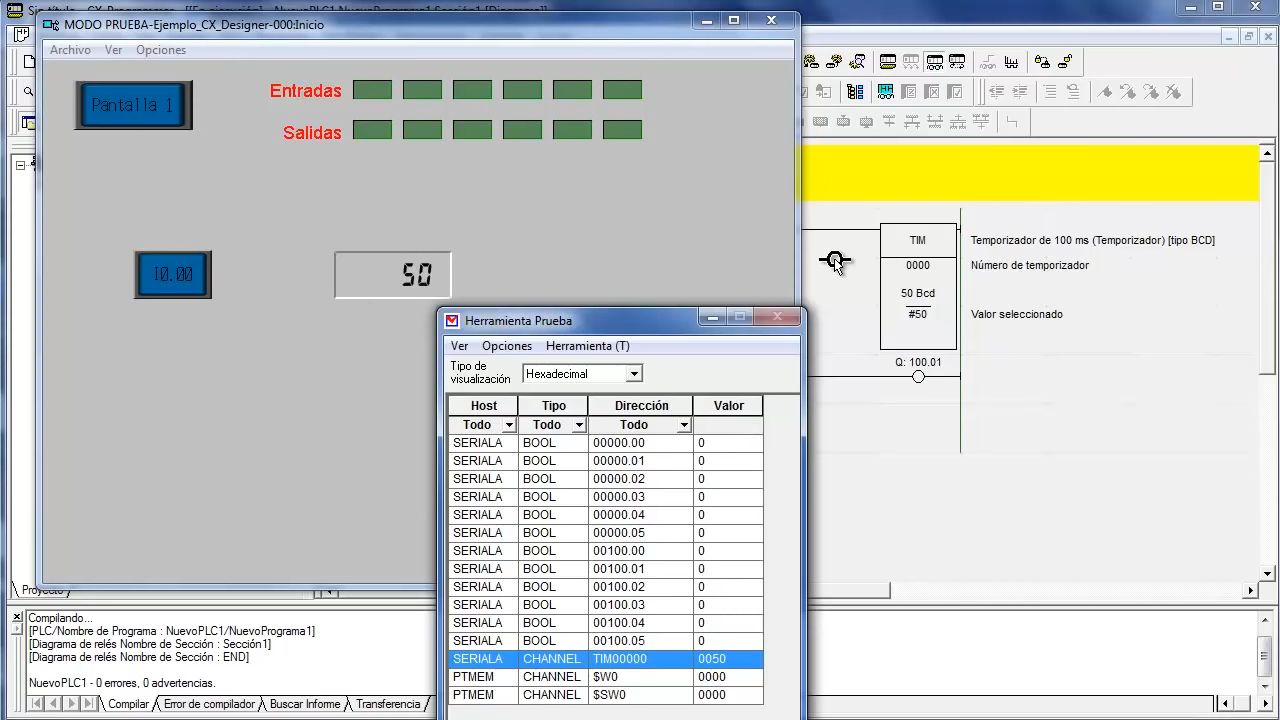 MODO PRUEBA-Ejemplo_CX_Designer-000:Inicio
Archivo Ver Opciones
Pantalla 1
Entradas
Salidas
I0.00
50
TIM
Temporizador de 100 ms (Temporizador) [tipo BCD]
0000
Número de temporizador
50 Bcd
#50
Valor seleccionado
Q: 100.01
Herramienta Prueba
Ver Opciones Herramienta (T)
Tipo de visualización
Hexadecimal
Host Tipo Dirección Valor
Todo Todo Todo
SERIALA BOOL 00000.00 0
SERIALA BOOL 00000.01 0
SERIALA BOOL 00000.02 0
SERIALA BOOL 00000.03 0
SERIALA BOOL 00000.04 0
SERIALA BOOL 00000.05 0
SERIALA BOOL 00100.00 0
SERIALA BOOL 00100.01 0
SERIALA BOOL 00100.02 0
SERIALA BOOL 00100.03 0
SERIALA BOOL 00100.04 0
SERIALA BOOL 00100.05 0
SERIALA CHANNEL TIM00000 0050
PTMEM CHANNEL $W0 0000
PTMEM CHANNEL $SW0 0000
Proyecto
Compilando...
[PLC/Nombre de Programa : NuevoPLC1/NuevoPrograma1]
[Diagrama de relés Nombre de Sección : Sección1]
[Diagrama de relés Nombre de Sección : END]
NuevoPLC1 - 0 errores, 0 advertencias.
Compilar Error de compilador Buscar Informe Transferencia